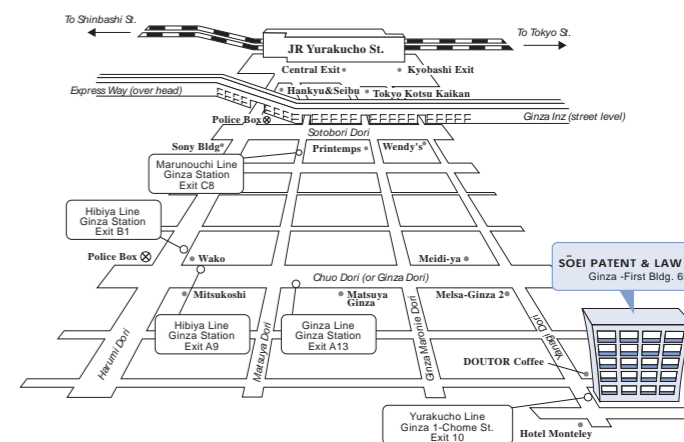 To Shinbashi St.
To Tokyo St.
JR Yurakucho St.
Central Exit
Kyobashi Exit
Hankyu&Seibu
Tokyo Kotsu Kaikan
Express Way (over head)
Ginza Inz (street level)
Police Box
Sotobori Dori
Sony Bldg
Printemps
Wendy's
Marunouchi Line
Ginza Station
Exit C8
Hibiya Line
Ginza Station
Exit B1
Police Box
Wako
Meidi-ya
Chuo Dori (or Ginza Dori)
SŌEI PATENT & LAW
Ginza -First Bldg. 6
Mitsukoshi
Matsuya
Ginza
Melsa-Ginza 2
Hibiya Line
Ginza Station
Exit A9
Ginza Line
Ginza Station
Exit A13
Harumi Dori
Matsuya Dori
Ginza Maronie Dori
Yanagi Dori
DOUTOR Coffee
Yurakucho Line
Ginza 1-Chome St.
Exit 10
Hotel Monteley